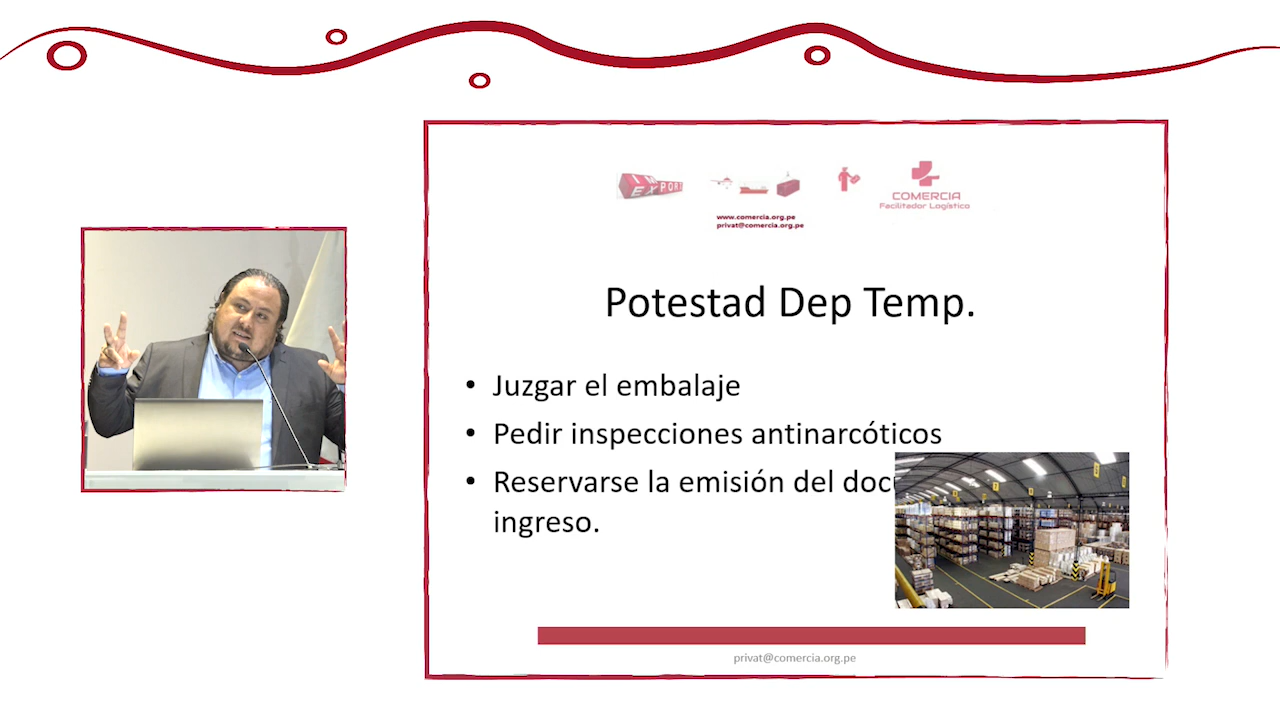 IM
EXPORT
COMERCIA
Facilitador Logístico
www.comercia.org.pe
privat@comercia.org.pe
Potestad Dep Temp.
• Juzgar el embalaje
• Pedir inspecciones antinarcóticos
• Reservarse la emisión del
ingreso.
privat@comercia.org.pe